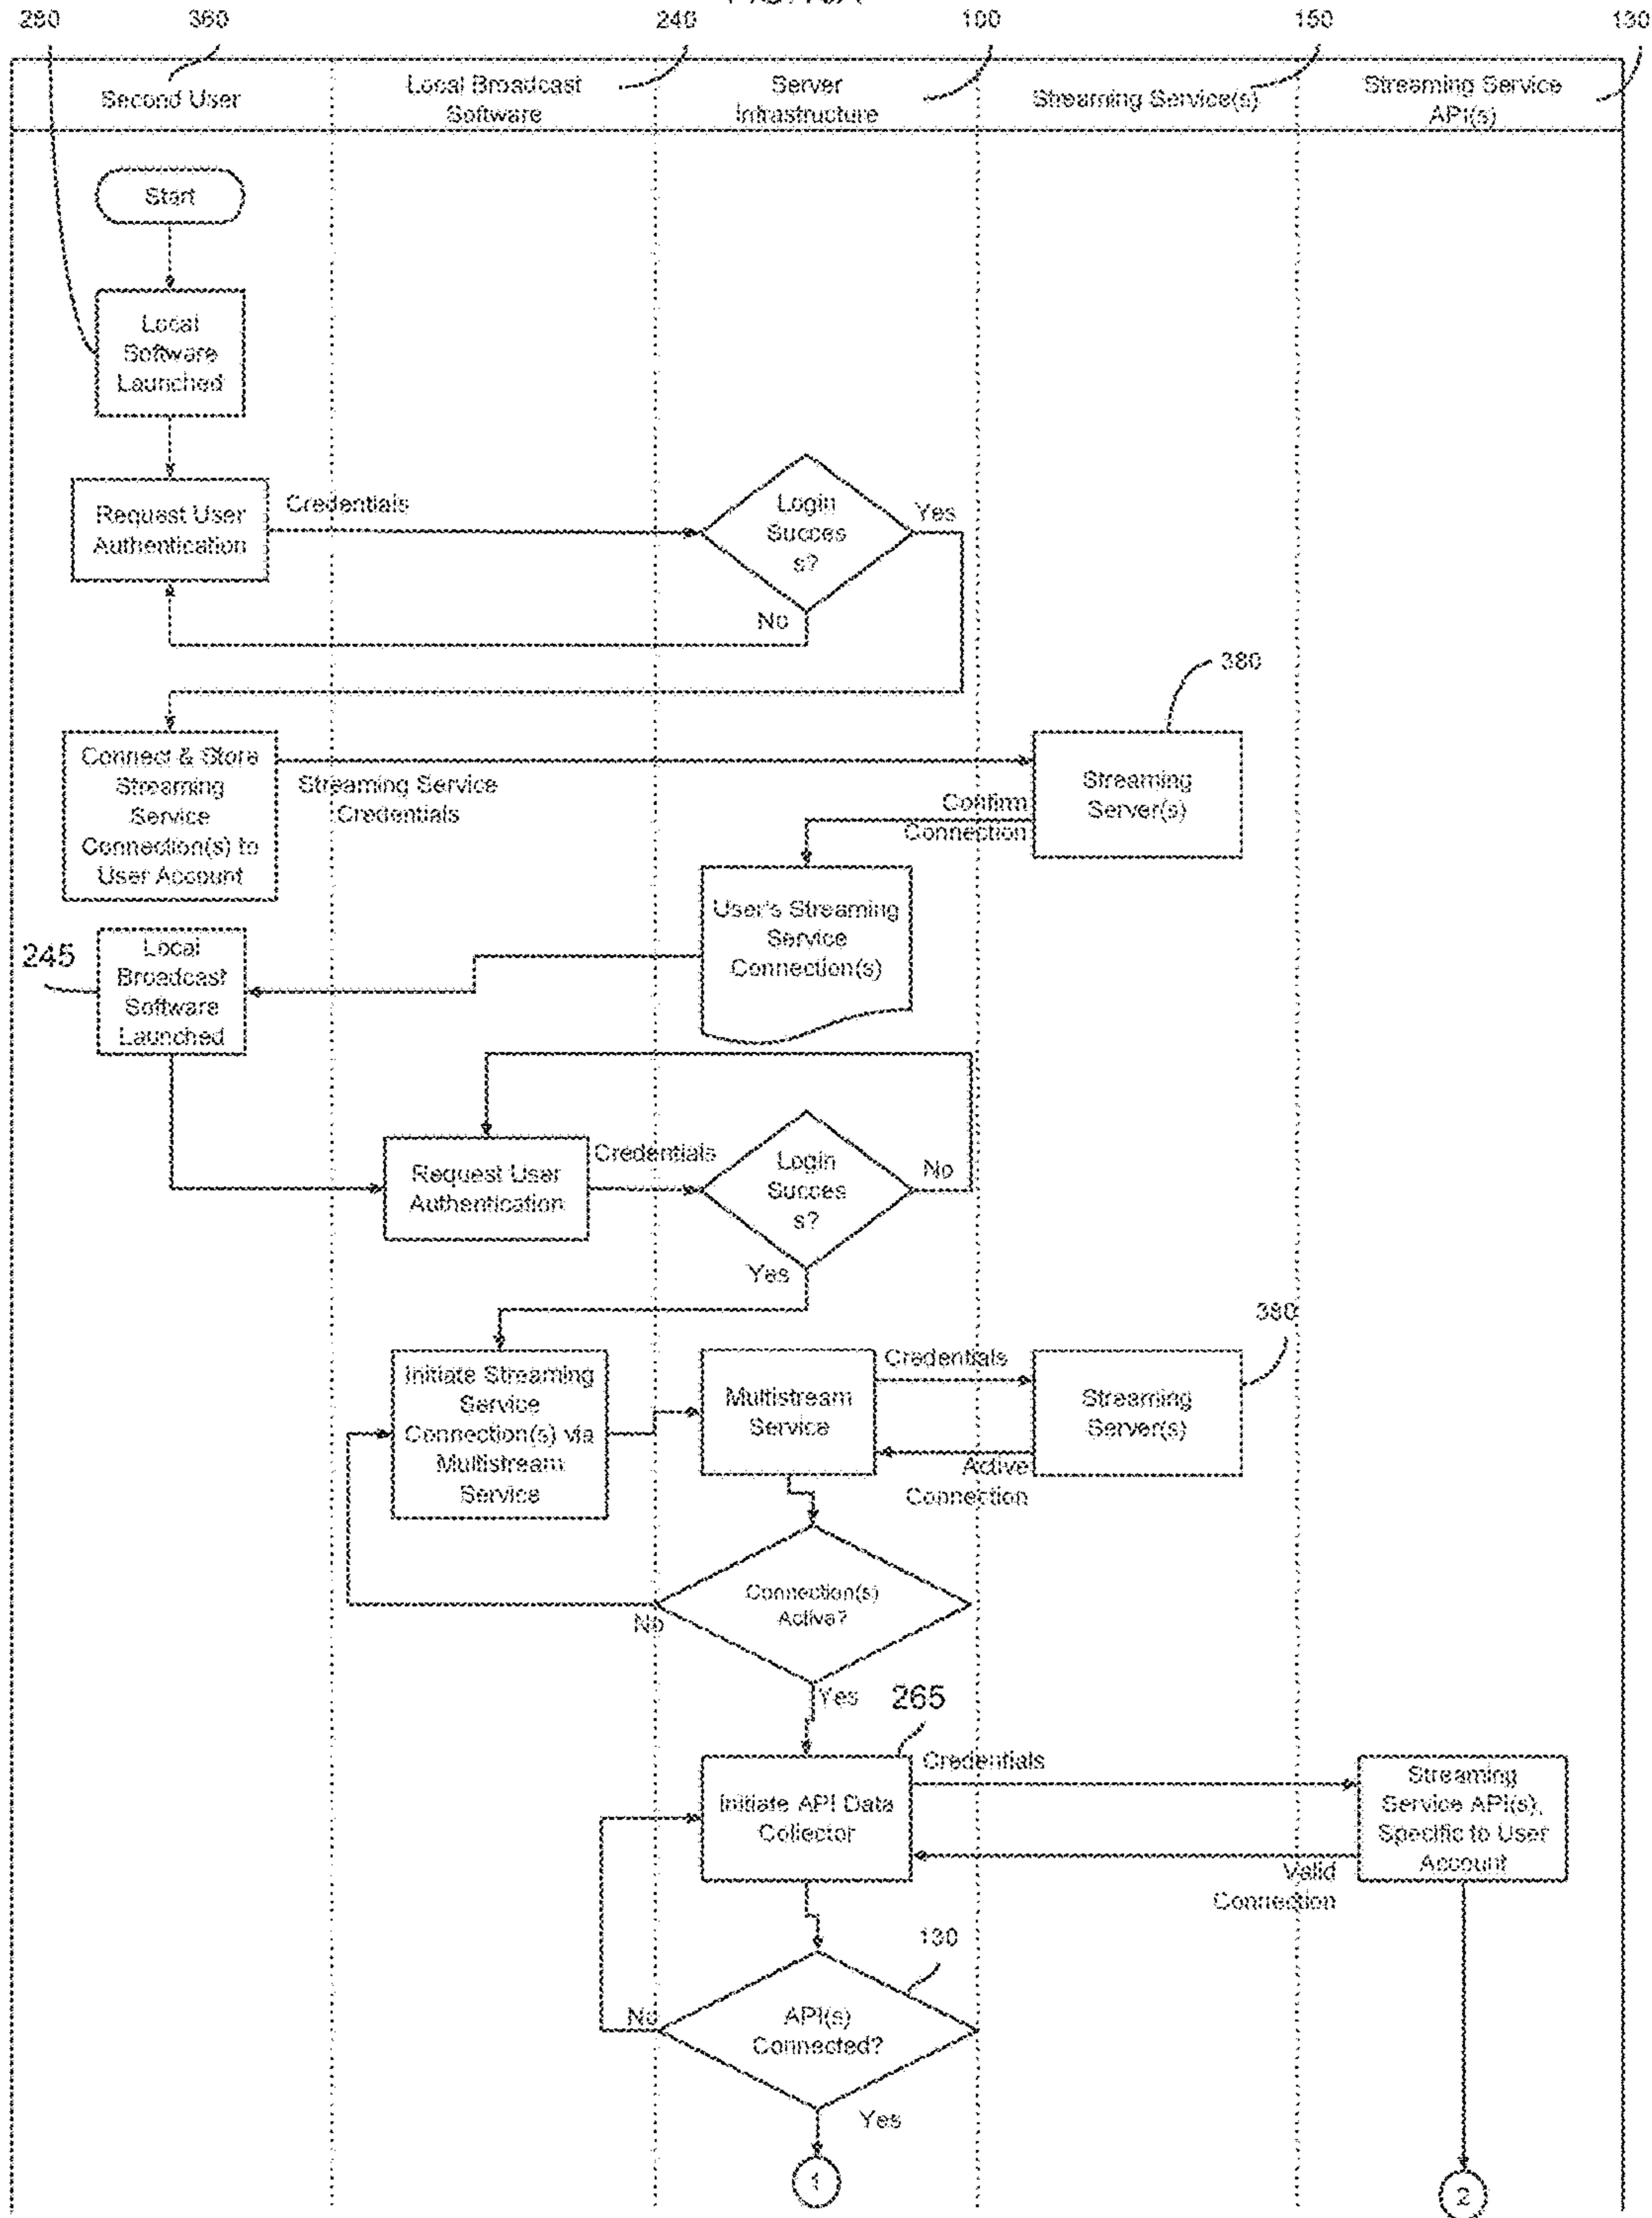 280
360
240
100
150
130
Second User
Local Broadcast
Software
Server
Infrastructure
Streaming Service(s)
Streaming Service
API(s)
Start
Local
Software
Launched
Request User
Authentication
Credentials
Login
Succes
s?
Yes
No
380
Connect & Store
Streaming
Service
Connection(s) to
User Account
Streaming Service
Credentials
Streaming
Server(s)
Confirm
Connection
User's Streaming
Service
Connection(s)
245
Local
Broadcast
Software
Launched
Request User
Authentication
Credentials
Login
Succes
s?
No
Yes
380
Initiate Streaming
Service
Connection(s) via
Multistream
Service
Multistream
Service
Credentials
Streaming
Server(s)
Active
Connection
Connection(s)
Active?
No
Yes
265
Initiate API Data
Collector
Credentials
Streaming
Service API(s),
Specific to User
Account
Valid
Connection
130
API(s)
Connected?
No
Yes
1
2